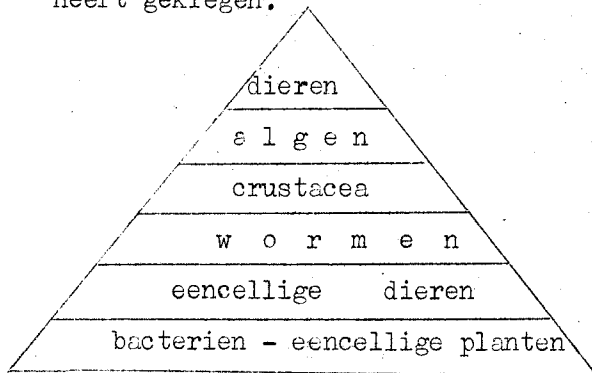 heeft gekregen.
dieren
a l g e n
crustacea
w o r m e n
eencellige dieren
bacterien - eencellige planten